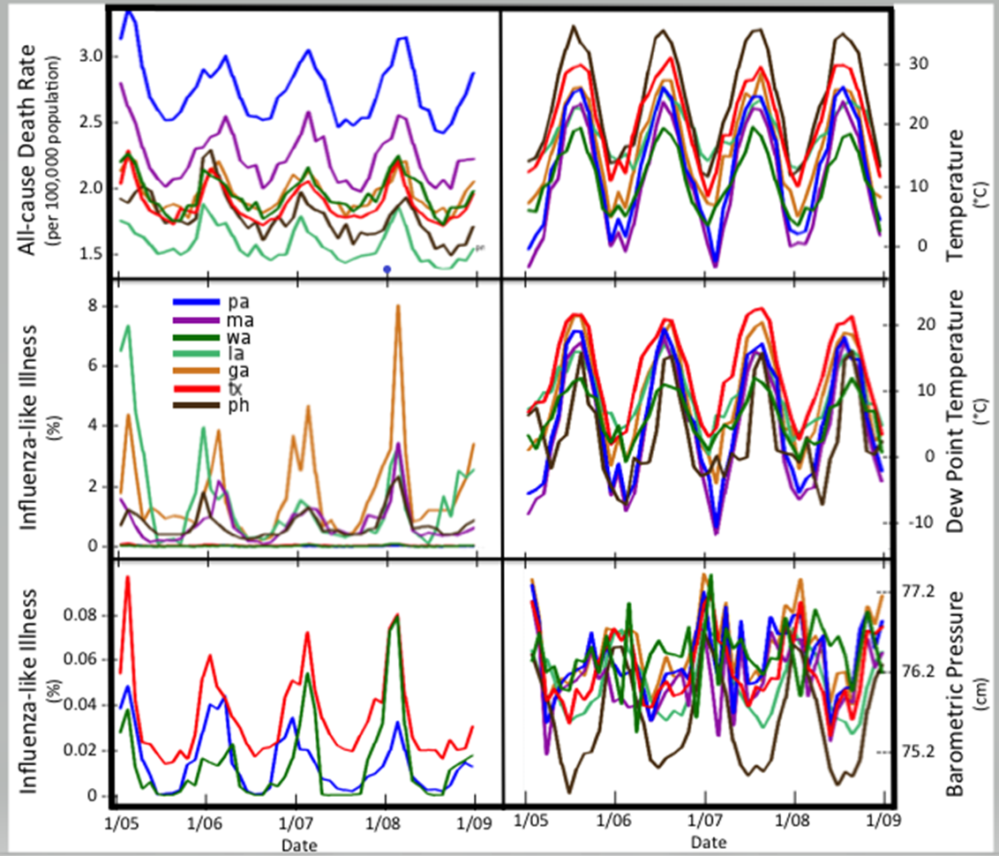 All-cause Death Rate
(per 100,000 population)
3.0
2.5
2.0
1.5
30
20
10
0
Temperature
(°C)
Influenza-like Illness
(%)
8
6
4
2
0
pa
ma
wa
la
ga
tx
ph
20
10
0
-10
Dew Point Temperature
(°C)
Influenza-like Illness
(%)
0.08
0.06
0.04
0.02
0
77.2
76.2
75.2
Barometric Pressure
(cm)
1/05 1/06 1/07 1/08 1/09
Date
1/05 1/06 1/07 1/08 1/09
Date